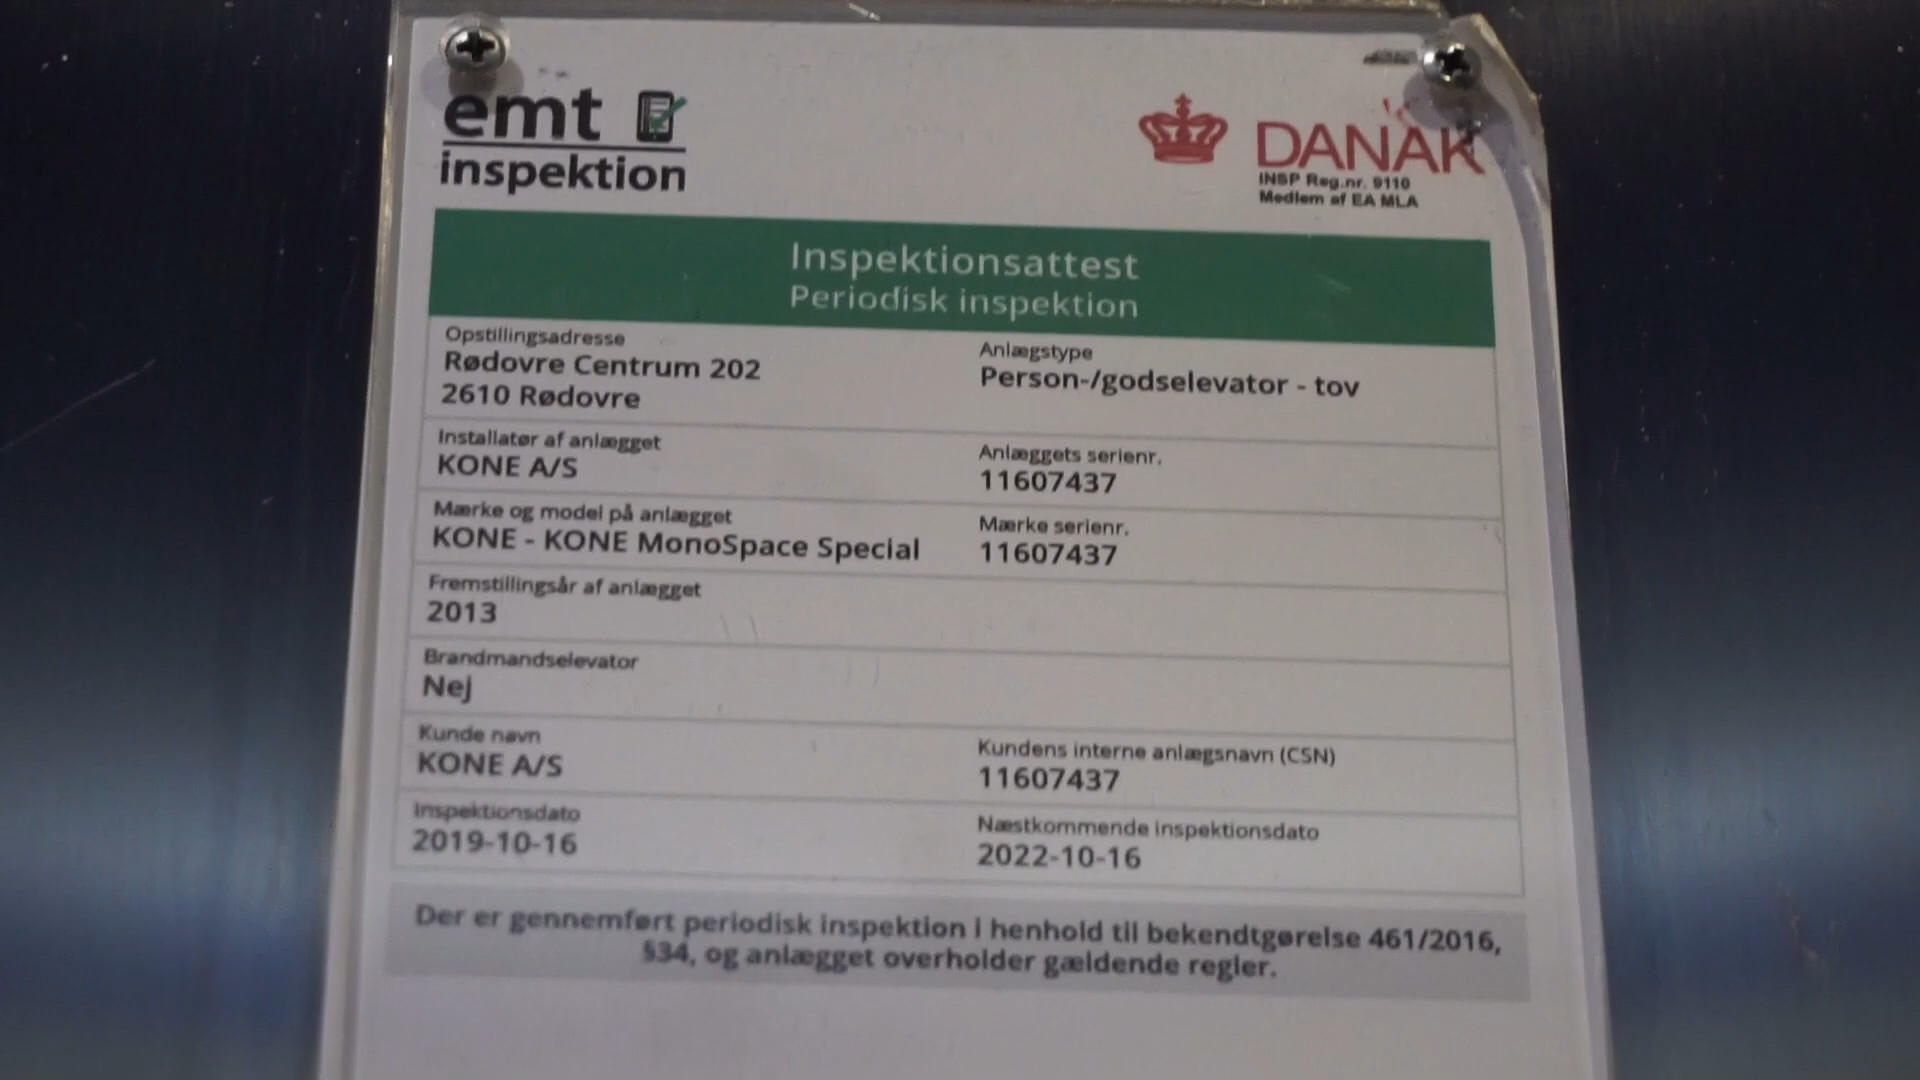 emt
inspektion
DANAK
INSP Reg.nr. 9110
Medlem af EA MLA
Inspektionsattest
Periodisk inspektion
Opstillingsadresse
Rødovre Centrum 202
2610 Rødovre
Anlægstype
Person-/godselevator - tov
Installatør af anlægget
KONE A/S
Anlæggets serienr.
11607437
Mærke og model på anlægget
KONE - KONE MonoSpace Special
Mærke serienr.
11607437
Fremstillingsår af anlægget
2013
Brandmandselevator
Nej
Kunde navn
KONE A/S
Kundens interne anlægsnavn (CSN)
11607437
Inspektionsdato
2019-10-16
Næstkommende inspektionsdato
2022-10-16
Der er gennemført periodisk inspektion i henhold til bekendtgørelse 461/2016,
§34, og anlægget overholder gældende regler.